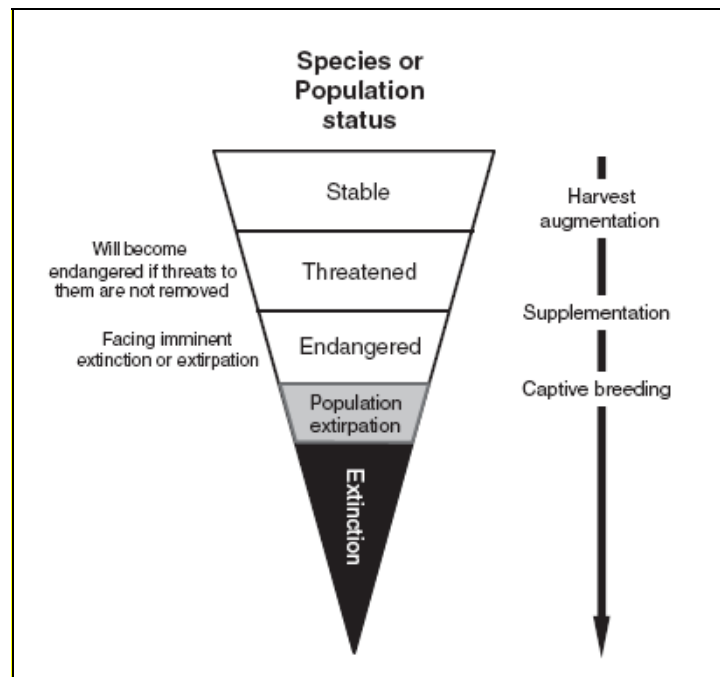 Species or
Population
status
Stable
Harvest
augmentation
Will become
endangered if threats to
them are not removed
Threatened
Supplementation
Facing imminent
extinction or extirpation
Endangered
Captive breeding
Population
extirpation
Extinction